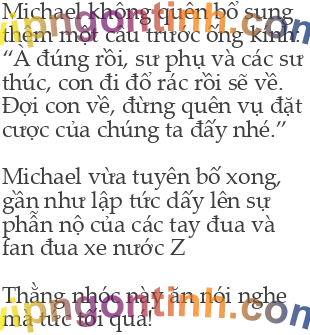 Michael không quên bổ sung
thêm một câu trước ống kính:
“À đúng rồi, sư phụ và các sư
thúc, con đi đổ rác rồi sẽ về.
Đợi con về, đừng quên vụ đặt
cược của chúng ta đấy nhé.”
Michael vừa tuyên bố xong,
gần như lập tức dấy lên sự
phẫn nộ của các tay đua và
fan đua xe nước Z
Thằng nhóc này ăn nói nghe
mà tức tối quá!